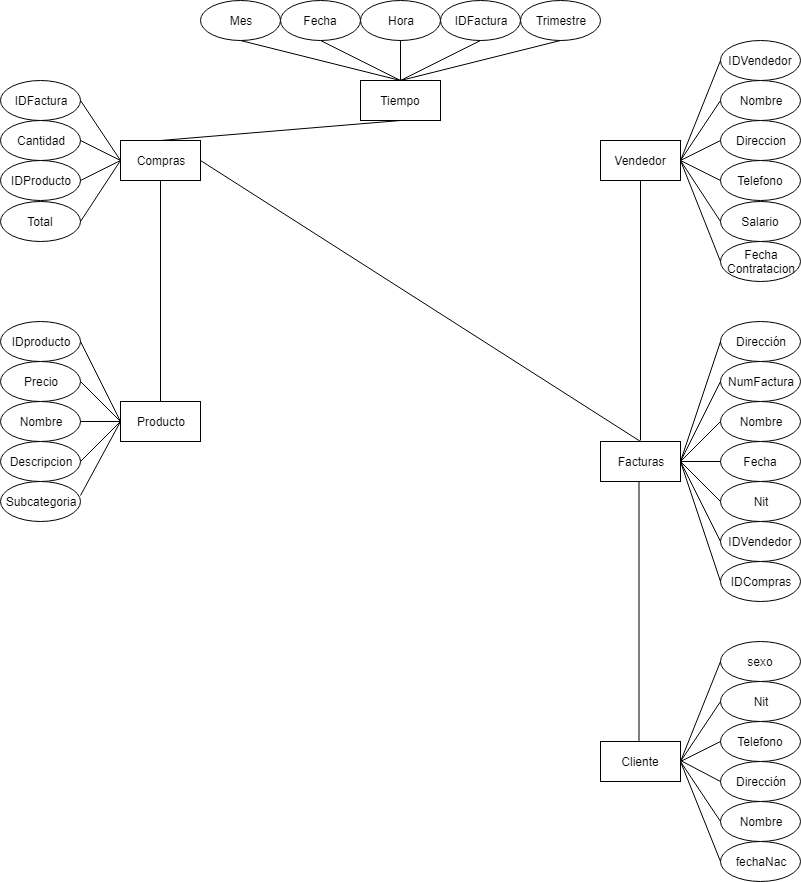 Mes
Fecha
Hora
IDFactura
Trimestre
Tiempo
IDFactura
Cantidad
IDProducto
Total
Compras
Vendedor
IDVendedor
Nombre
Direccion
Telefono
Salario
Fecha
Contratacion
IDproducto
Precio
Nombre
Descripcion
Subcategoria
Producto
Facturas
Dirección
NumFactura
Nombre
Fecha
Nit
IDVendedor
IDCompras
Cliente
sexo
Nit
Telefono
Dirección
Nombre
fechaNac